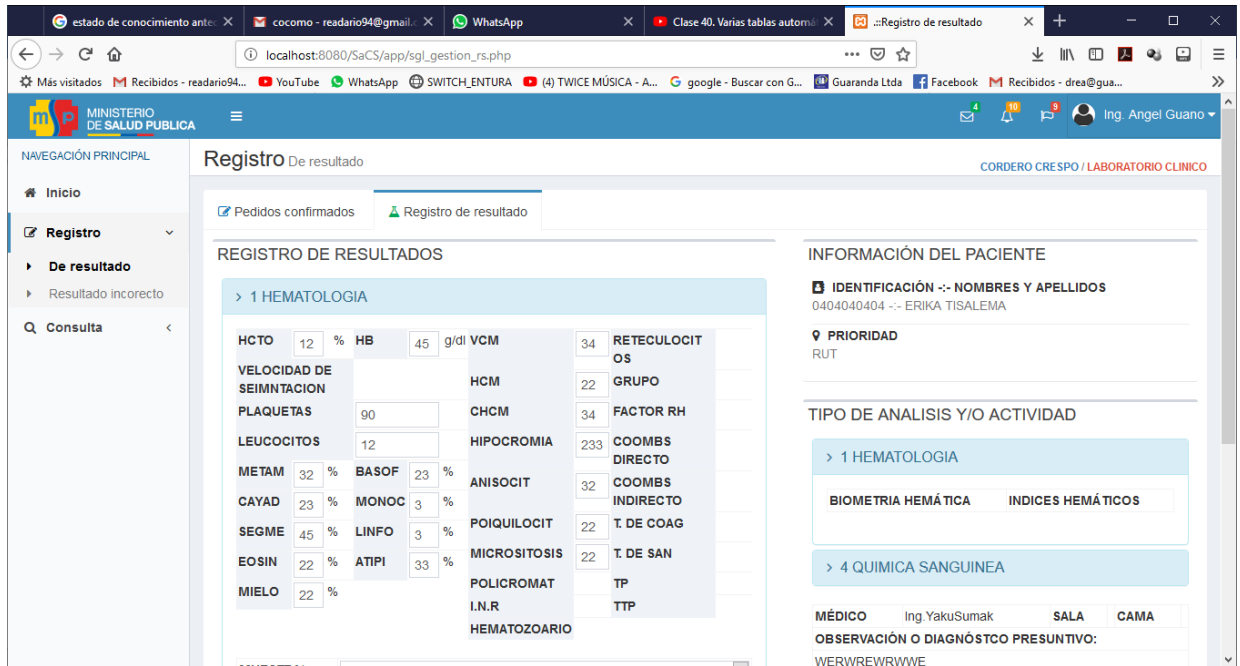 estado de conocimiento antec
cocomo - readario94@gmail.c
WhatsApp
Clase 40. Varias tablas automá
.::Registro de resultado
localhost:8080/SaCS/app/sgl_gestion_rs.php
Más visitados
Recibidos - readario94...
YouTube
WhatsApp
SWITCH_ENTURA
(4) TWICE MÚSICA - A...
google - Buscar con G...
Guaranda Ltda
Facebook
Recibidos - drea@gua...
mp MINISTERIO
DE SALUD PUBLICA
4
10
9
Ing. Angel Guano
NAVEGACIÓN PRINCIPAL
Inicio
Registro
De resultado
Resultado incorecto
Consulta
Registro De resultado
CORDERO CRESPO / LABORATORIO CLINICO
Pedidos confirmados
Registro de resultado
REGISTRO DE RESULTADOS
> 1 HEMATOLOGIA
HCTO 12 % HB 45 g/dl VCM 34 RETECULOCIT
OS
VELOCIDAD DE
SEIMNTACION
HCM 22 GRUPO
PLAQUETAS 90 CHCM 34 FACTOR RH
LEUCOCITOS 12 HIPOCROMIA 233 COOMBS
DIRECTO
METAM 32 % BASOF 23 % ANISOCIT 32 COOMBS
INDIRECTO
CAYAD 23 % MONOC 3 %
SEGME 45 % LINFO 3 % POIQUILOCIT 22 T. DE COAG
EOSIN 22 % ATIPI 33 % MICROSITOSIS 22 T. DE SAN
MIELO 22 % POLICROMAT TP
I.N.R TTP
HEMATOZOARIO
INFORMACIÓN DEL PACIENTE
IDENTIFICACIÓN -:- NOMBRES Y APELLIDOS
0404040404 -:- ERIKA TISALEMA
PRIORIDAD
RUT
TIPO DE ANALISIS Y/O ACTIVIDAD
> 1 HEMATOLOGIA
BIOMETRIA HEMÁTICA INDICES HEMÁTICOS
> 4 QUIMICA SANGUINEA
MÉDICO Ing.YakuSumak SALA CAMA
OBSERVACIÓN O DIAGNÓSTCO PRESUNTIVO:
WERWREWRWWE